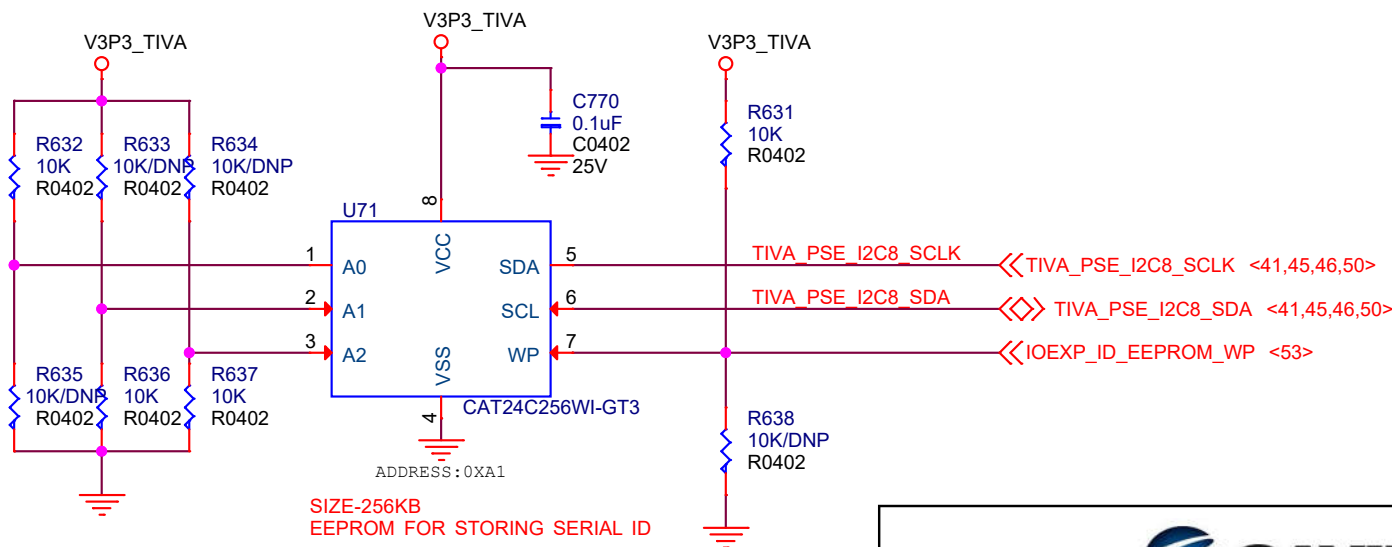 V3P3_TIVA
V3P3_TIVA
V3P3_TIVA
R632
10K
R0402
R633
10K/DNP
R0402
R634
10K/DNP
R0402
C770
0.1uF
C0402
25V
R631
10K
R0402
U71
8
VCC
1
A0
SDA
5
TIVA_PSE_I2C8_SCLK
TIVA_PSE_I2C8_SCLK <41,45,46,50>
2
A1
SCL
6
TIVA_PSE_I2C8_SDA
TIVA_PSE_I2C8_SDA <41,45,46,50>
3
A2
WP
7
IOEXP_ID_EEPROM_WP <53>
VSS
4
CAT24C256WI-GT3
R635
10K/DNP
R0402
R636
10K
R0402
R637
10K
R0402
R638
10K/DNP
R0402
ADDRESS:0XA1
SIZE-256KB
EEPROM FOR STORING SERIAL ID